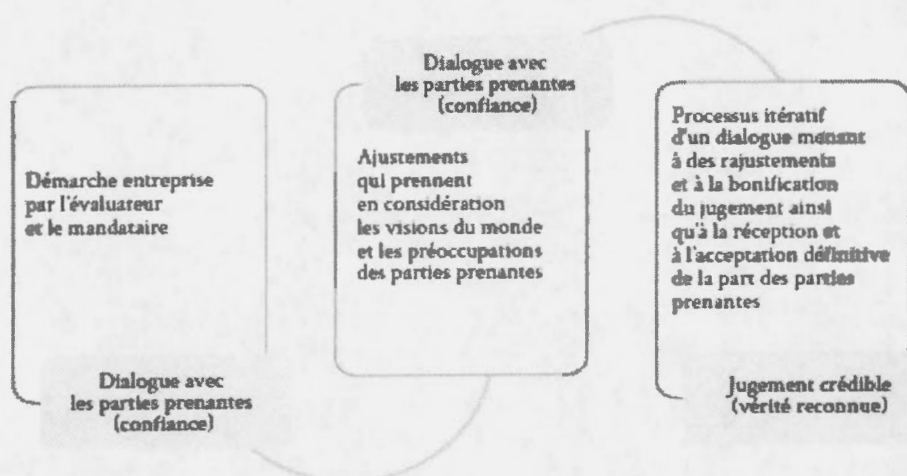 Démarche entreprise
par l'évaluateur
et le mandataire
Dialogue avec
les parties prenantes
(confiance)
Dialogue avec
les parties prenantes
(confiance)
Ajustements
qui prennent
en considération
les visions du monde
et les préoccupations
des parties prenantes
Processus itératif
d'un dialogue menant
à des rajustements
et à la bonification
du jugement ainsi
qu'à la réception et
à l'acceptation définitive
de la part des parties
prenantes
Jugement crédible
(vérité reconnue)